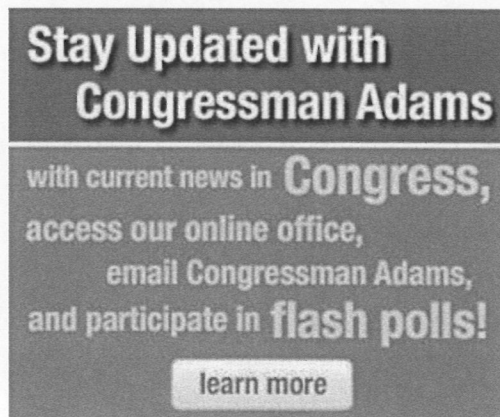 Stay Updated with
Congressman Adams
with current news in Congress,
access our online office,
email Congressman Adams,
and participate in flash polls!
learn more